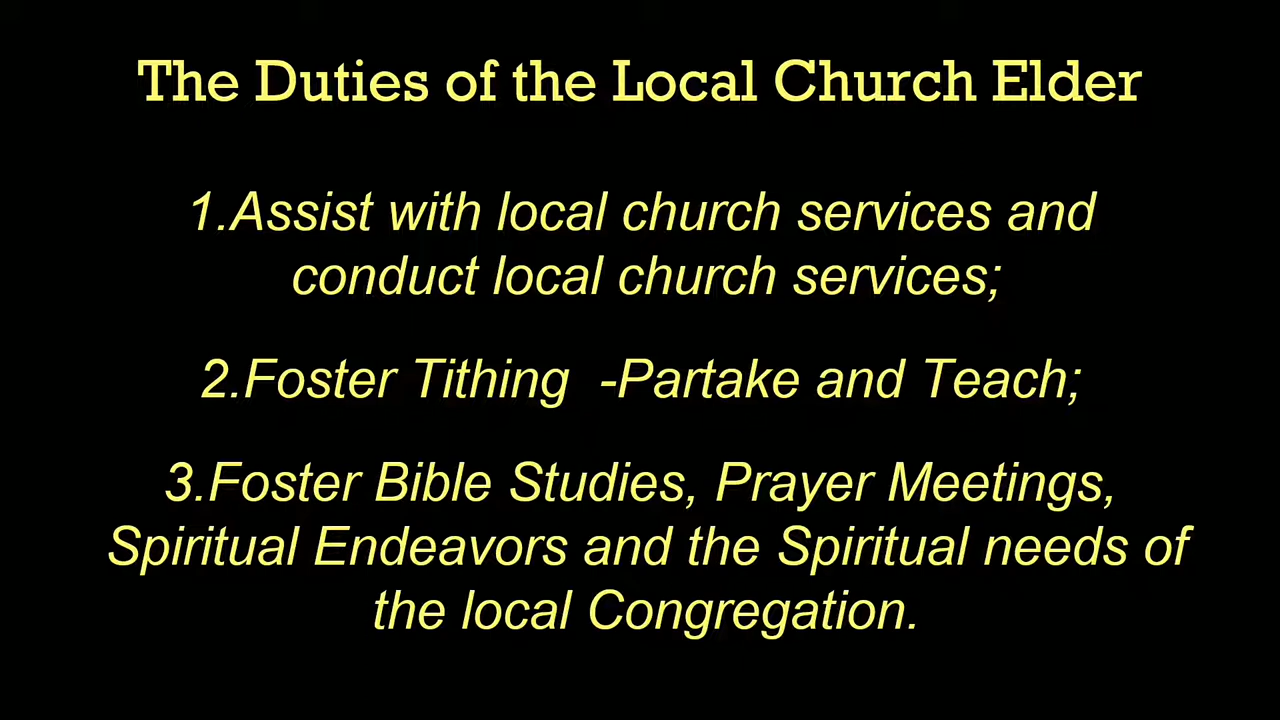 The Duties of the Local Church Elder
1.Assist with local church services and
conduct local church services;
2.Foster Tithing  -Partake and Teach;
3.Foster Bible Studies, Prayer Meetings,
Spiritual Endeavors and the Spiritual needs of
the local Congregation.